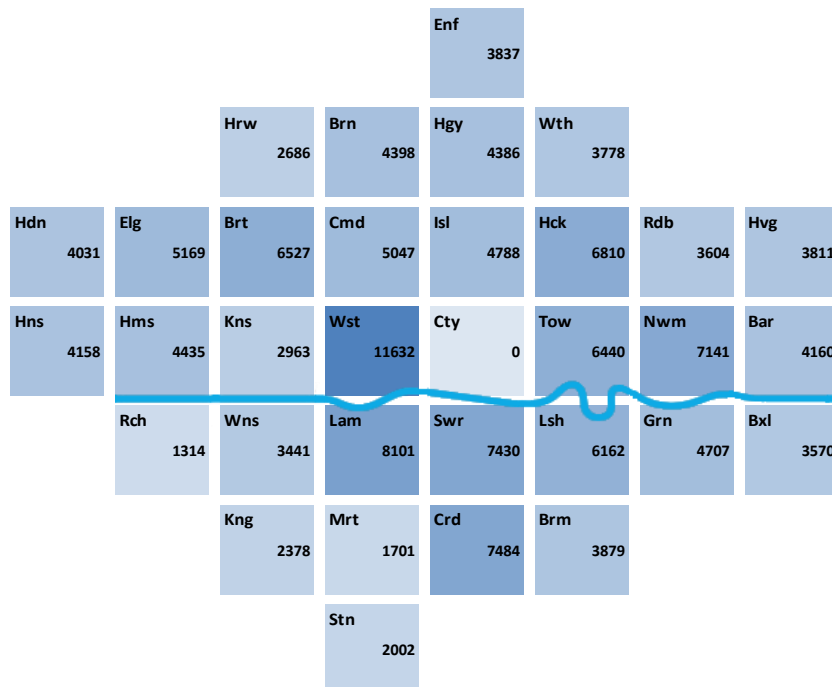 Enf
3837
Hrw
2686
Brn
4398
Hgy
4386
Wth
3778
Hdn
4031
Elg
5169
Brt
6527
Cmd
5047
Isl
4788
Hck
6810
Rdb
3604
Hvg
3811
Hns
4158
Hms
4435
Kns
2963
Wst
11632
Cty
0
Tow
6440
Nwm
7141
Bar
4160
Rch
1314
Wns
3441
Lam
8101
Swr
7430
Lsh
6162
Grn
4707
Bxl
3570
Kng
2378
Mrt
1701
Crd
7484
Brm
3879
Stn
2002